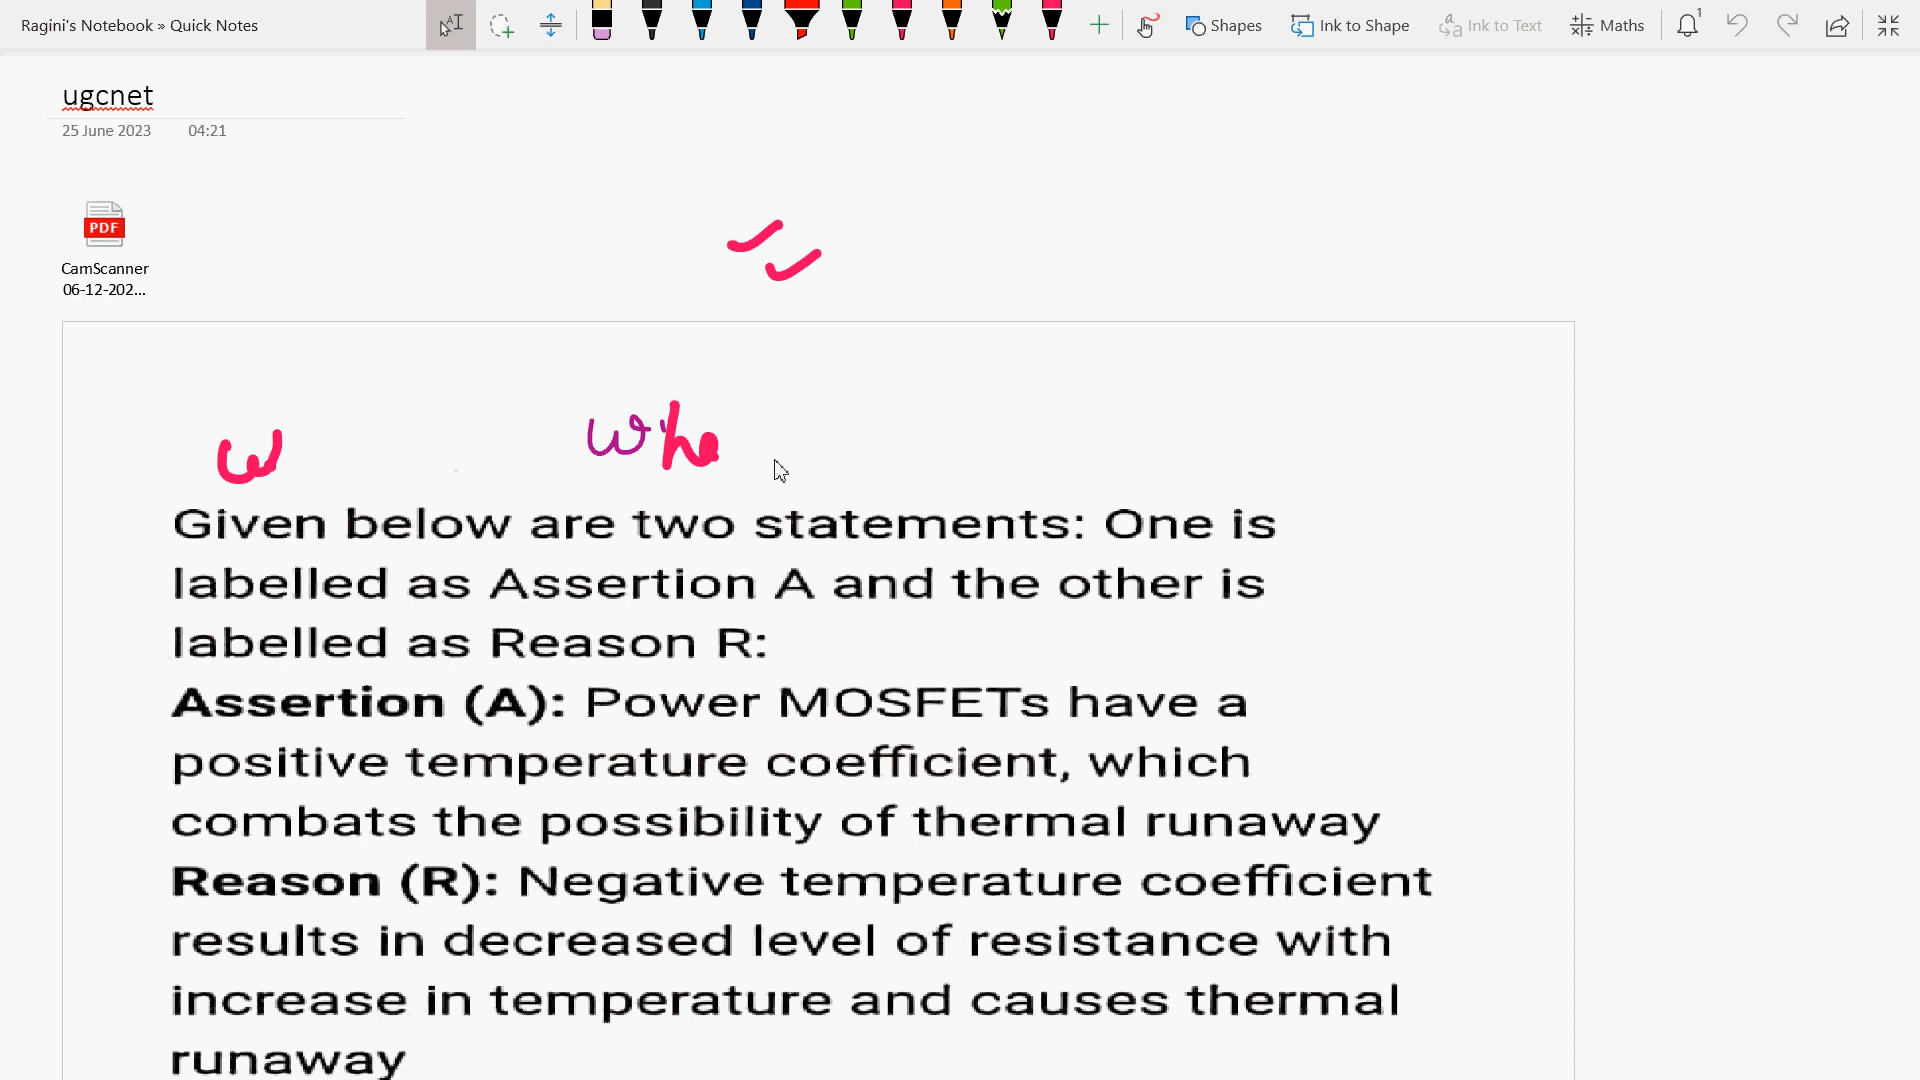 Ragini's Notebook » Quick Notes
Shapes
Ink to Shape
Ink to Text
Maths
1
ugcnet
25 June 2023 04:21
PDF
CamScanner
06-12-202...
Given below are two statements: One is
labelled as Assertion A and the other is
labelled as Reason R:
Assertion (A): Power MOSFETs have a
positive temperature coefficient, which
combats the possibility of thermal runaway
Reason (R): Negative temperature coefficient
results in decreased level of resistance with
increase in temperature and causes thermal
runaway